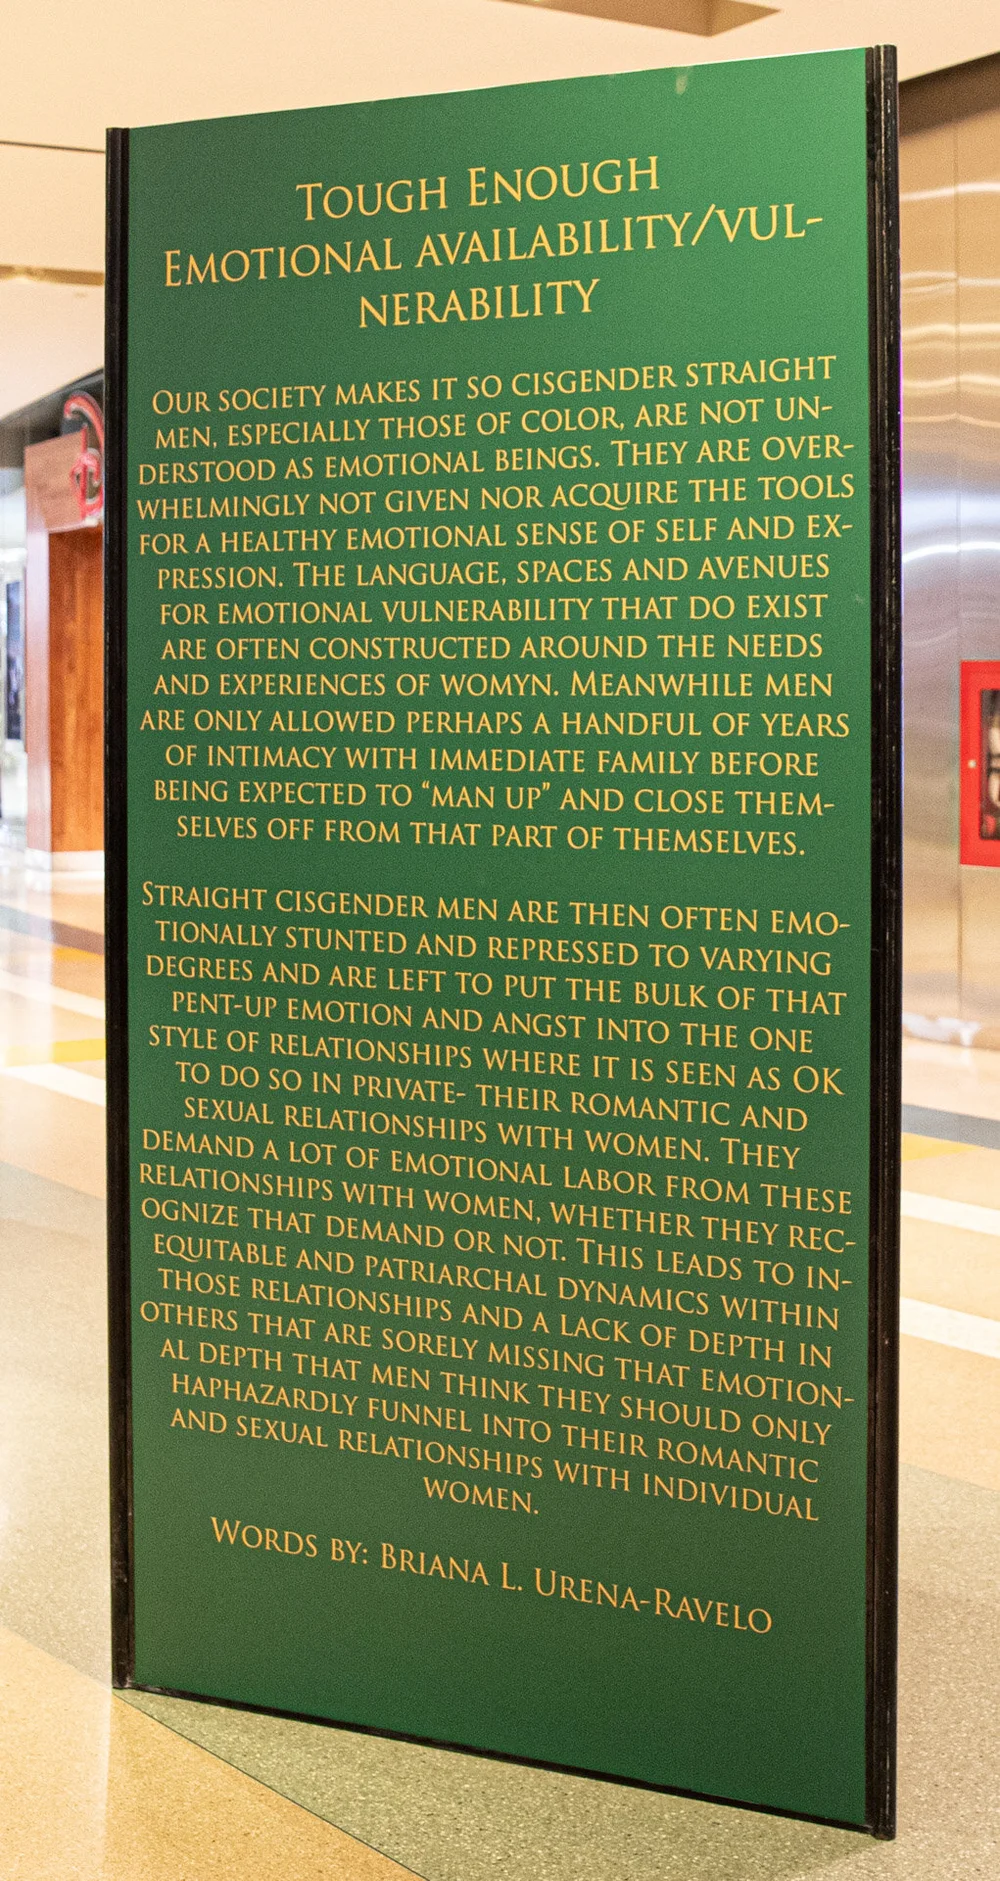 Tough Enough
Emotional availability/vul-
nerability
Our society makes it so cisgender straight
men, especially those of color, are not un-
derstood as emotional beings. They are over-
whelmingly not given nor acquire the tools
for a healthy emotional sense of self and ex-
pression. The language, spaces and avenues
for emotional vulnerability that do exist
are often constructed around the needs
and experiences of womyn. Meanwhile men
are only allowed perhaps a handful of years
of intimacy with immediate family before
being expected to “man up” and close them-
selves off from that part of themselves.
Straight cisgender men are then often emo-
tionally stunted and repressed to varying
degrees and are left to put the bulk of that
pent-up emotion and angst into the one
style of relationships where it is seen as OK
to do so in private- their romantic and
sexual relationships with women. They
demand a lot of emotional labor from these
relationships with women, whether they rec-
ognize that demand or not. This leads to in-
equitable and patriarchal dynamics within
those relationships and a lack of depth in
others that are sorely missing that emotion-
al depth that men think they should only
haphazardly funnel into their romantic
and sexual relationships with individual
women.
Words by: Briana L. Urena-Ravelo